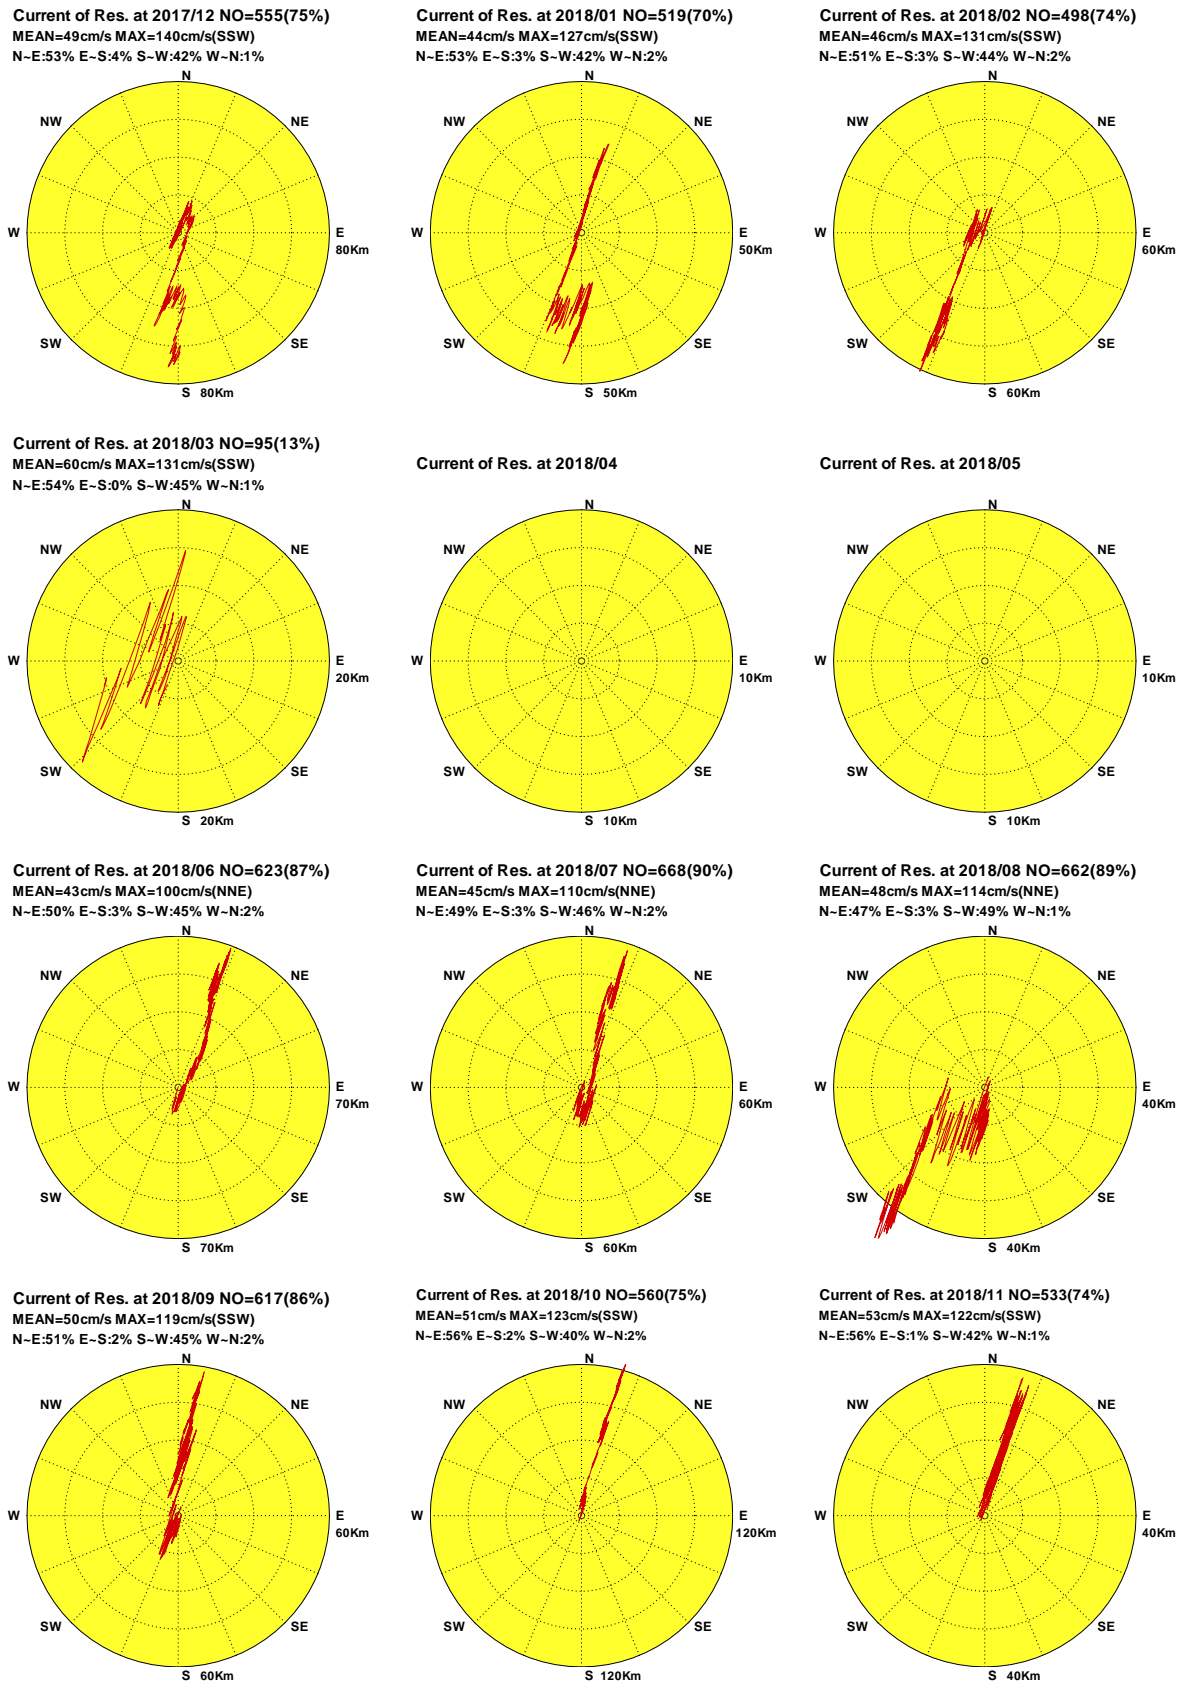 Current of Res. at 2017/12 NO=555(75%)
MEAN=49cm/s MAX=140cm/s(SSW)
N~E:53% E~S:4% S~W:42% W~N:1%
N
NW
NE
W
E
80Km
SW
SE
S 80Km
Current of Res. at 2018/01 NO=519(70%)
MEAN=44cm/s MAX=127cm/s(SSW)
N~E:53% E~S:3% S~W:42% W~N:2%
N
NW
NE
W
E
50Km
SW
SE
S 50Km
Current of Res. at 2018/02 NO=498(74%)
MEAN=46cm/s MAX=131cm/s(SSW)
N~E:51% E~S:3% S~W:44% W~N:2%
N
NW
NE
W
E
60Km
SW
SE
S 60Km
Current of Res. at 2018/03 NO=95(13%)
MEAN=60cm/s MAX=131cm/s(SSW)
N~E:54% E~S:0% S~W:45% W~N:1%
N
NW
NE
W
E
20Km
SW
SE
S 20Km
Current of Res. at 2018/04
N
NW
NE
W
E
10Km
SW
SE
S 10Km
Current of Res. at 2018/05
N
NW
NE
W
E
10Km
SW
SE
S 10Km
Current of Res. at 2018/06 NO=623(87%)
MEAN=43cm/s MAX=100cm/s(NNE)
N~E:50% E~S:3% S~W:45% W~N:2%
N
NW
NE
W
E
70Km
SW
SE
S 70Km
Current of Res. at 2018/07 NO=668(90%)
MEAN=45cm/s MAX=110cm/s(NNE)
N~E:49% E~S:3% S~W:46% W~N:2%
N
NW
NE
W
E
60Km
SW
SE
S 60Km
Current of Res. at 2018/08 NO=662(89%)
MEAN=48cm/s MAX=114cm/s(NNE)
N~E:47% E~S:3% S~W:49% W~N:1%
N
NW
NE
W
E
40Km
SW
SE
S 40Km
Current of Res. at 2018/09 NO=617(86%)
MEAN=50cm/s MAX=119cm/s(SSW)
N~E:51% E~S:2% S~W:45% W~N:2%
N
NW
NE
W
E
60Km
SW
SE
S 60Km
Current of Res. at 2018/10 NO=560(75%)
MEAN=51cm/s MAX=123cm/s(SSW)
N~E:56% E~S:2% S~W:40% W~N:2%
N
NW
NE
W
E
120Km
SW
SE
S 120Km
Current of Res. at 2018/11 NO=533(74%)
MEAN=53cm/s MAX=122cm/s(SSW)
N~E:56% E~S:1% S~W:42% W~N:1%
N
NW
NE
W
E
40Km
SW
SE
S 40Km